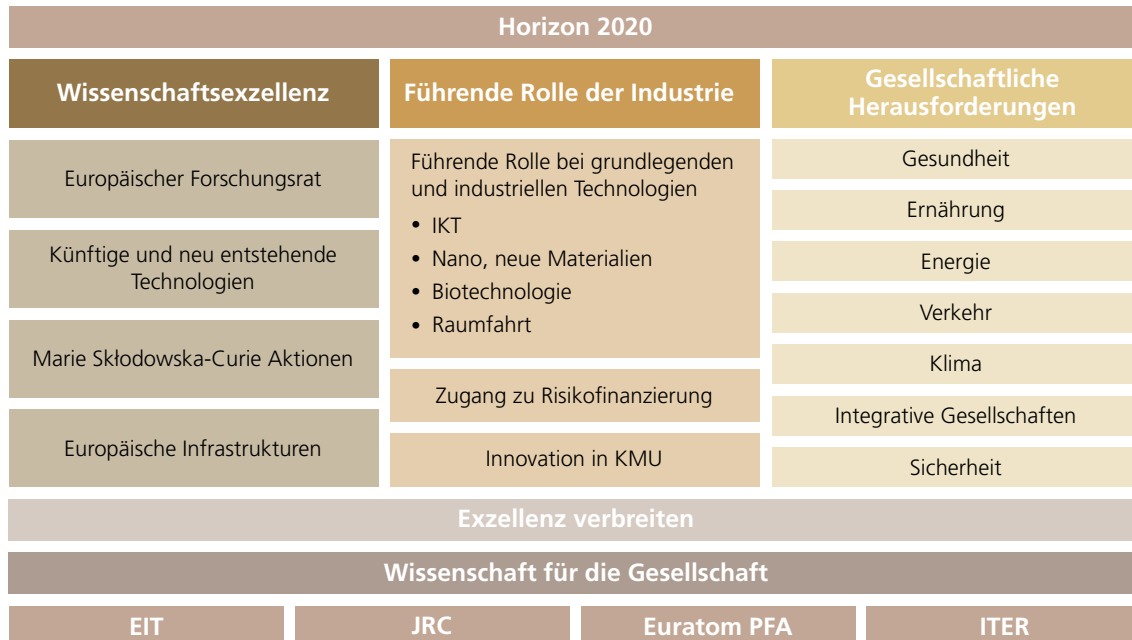 Horizon 2020
Wissenschaftsexzellenz
Europäischer Forschungsrat
Künftige und neu entstehende
Technologien
Marie Skłodowska-Curie Aktionen
Europäische Infrastrukturen
Führende Rolle der Industrie
Führende Rolle bei grundlegenden
und industriellen Technologien
• IKT
• Nano, neue Materialien
• Biotechnologie
• Raumfahrt
Zugang zu Risikofinanzierung
Innovation in KMU
Gesellschaftliche
Herausforderungen
Gesundheit
Ernährung
Energie
Verkehr
Klima
Integrative Gesellschaften
Sicherheit
Exzellenz verbreiten
Wissenschaft für die Gesellschaft
EIT
JRC
Euratom PFA
ITER